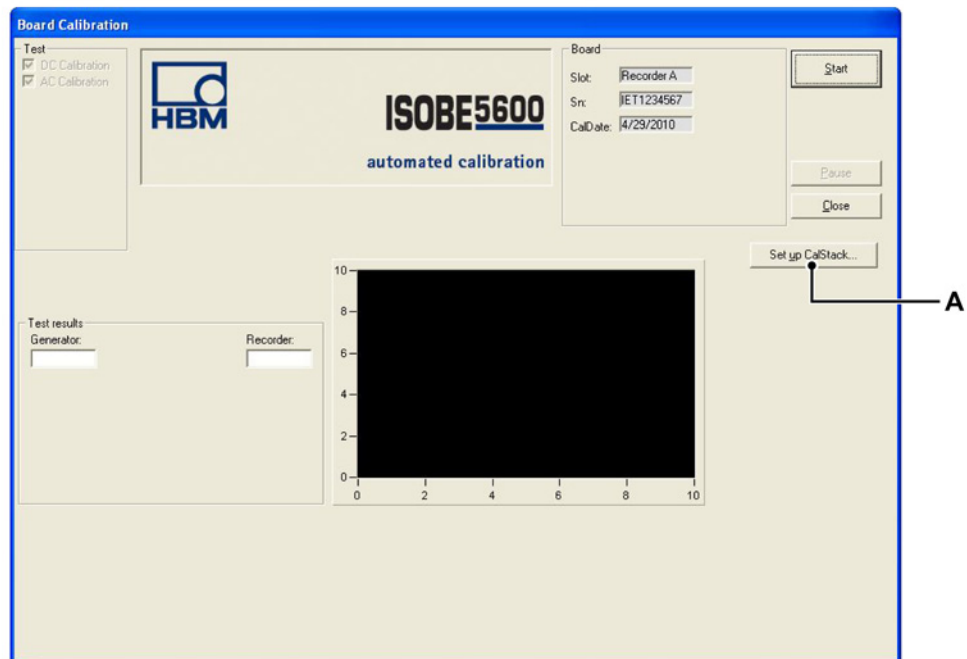 Board Calibration
Test
DC Calibration
AC Calibration
HBM
ISOBE5600
automated calibration
Board
Slot: Recorder A
Sn: IET1234567
CalDate: 4/29/2010
Start
Pause
Close
Set up CalStack...
A
Test results
Generator: Recorder:
10
8
6
4
2
0
0 2 4 6 8 10